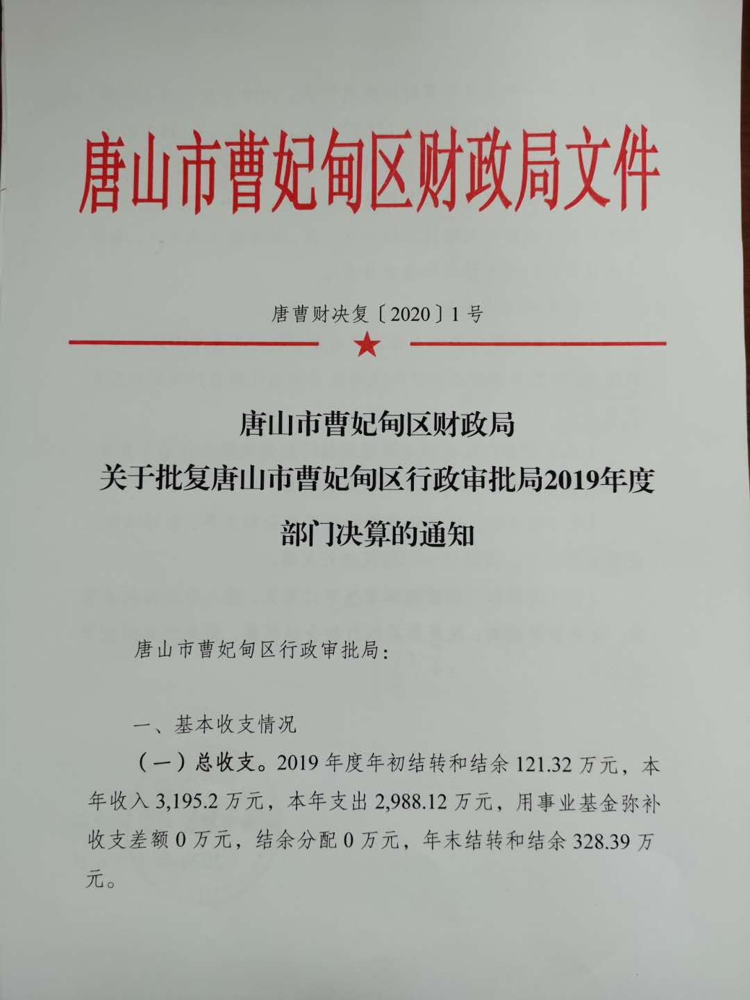 唐山市曹妃甸区财政局文件
唐曹财决复〔2020〕1 号
唐山市曹妃甸区财政局
关于批复唐山市曹妃甸区行政审批局2019年度
部门决算的通知
唐山市曹妃甸区行政审批局：
一、基本收支情况
（一）总收支。2019 年度年初结转和结余 121.32 万元，本
年收入 3,195.2 万元，本年支出 2,988.12 万元，用事业基金弥补
收支差额 0 万元，结余分配 0 万元，年末结转和结余 328.39 万
元。